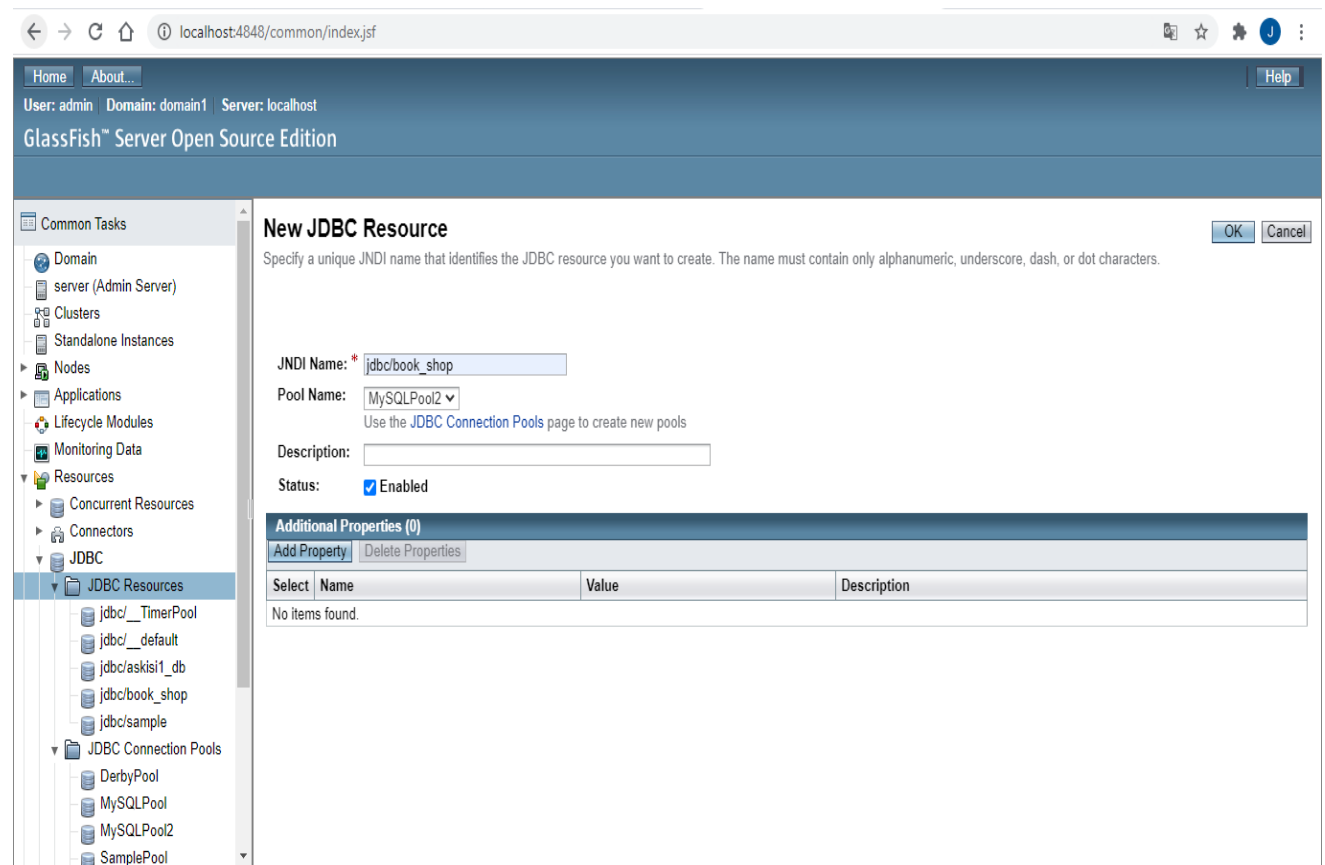 localhost:4848/common/index.jsf
J
Home About... Help
User: admin Domain: domain1 Server: localhost
GlassFish™ Server Open Source Edition
Common Tasks
Domain
server (Admin Server)
Clusters
Standalone Instances
Nodes
Applications
Lifecycle Modules
Monitoring Data
Resources
Concurrent Resources
Connectors
JDBC
JDBC Resources
jdbc/__TimerPool
jdbc/__default
jdbc/askisi1_db
jdbc/book_shop
jdbc/sample
JDBC Connection Pools
DerbyPool
MySQLPool
MySQLPool2
SamplePool
New JDBC Resource
OK Cancel
Specify a unique JNDI name that identifies the JDBC resource you want to create. The name must contain only alphanumeric, underscore, dash, or dot characters.
JNDI Name: * jdbc/book_shop
Pool Name: MySQLPool2
Use the JDBC Connection Pools page to create new pools
Description:
Status: Enabled
Additional Properties (0)
Add Property Delete Properties
Select Name Value Description
No items found.